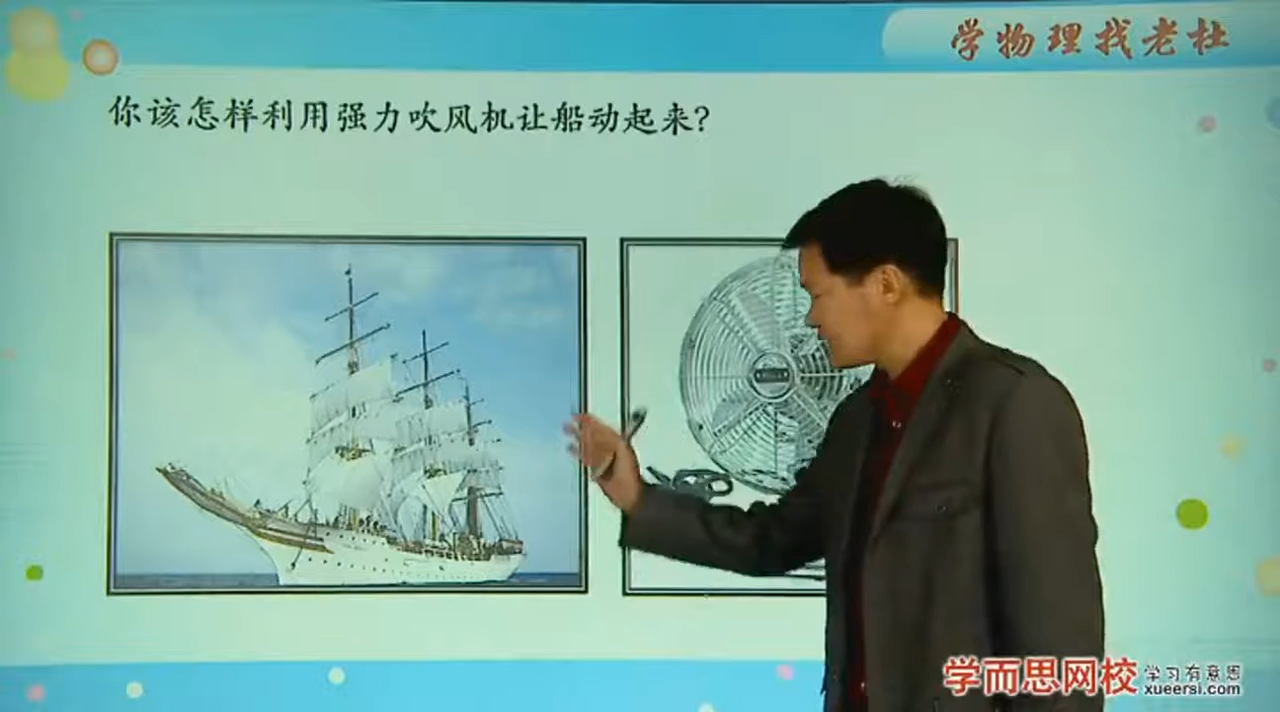 学物理找老杜
你该怎样利用强力吹风机让船动起来?
学而思网校
学习有意思
xueersi.com